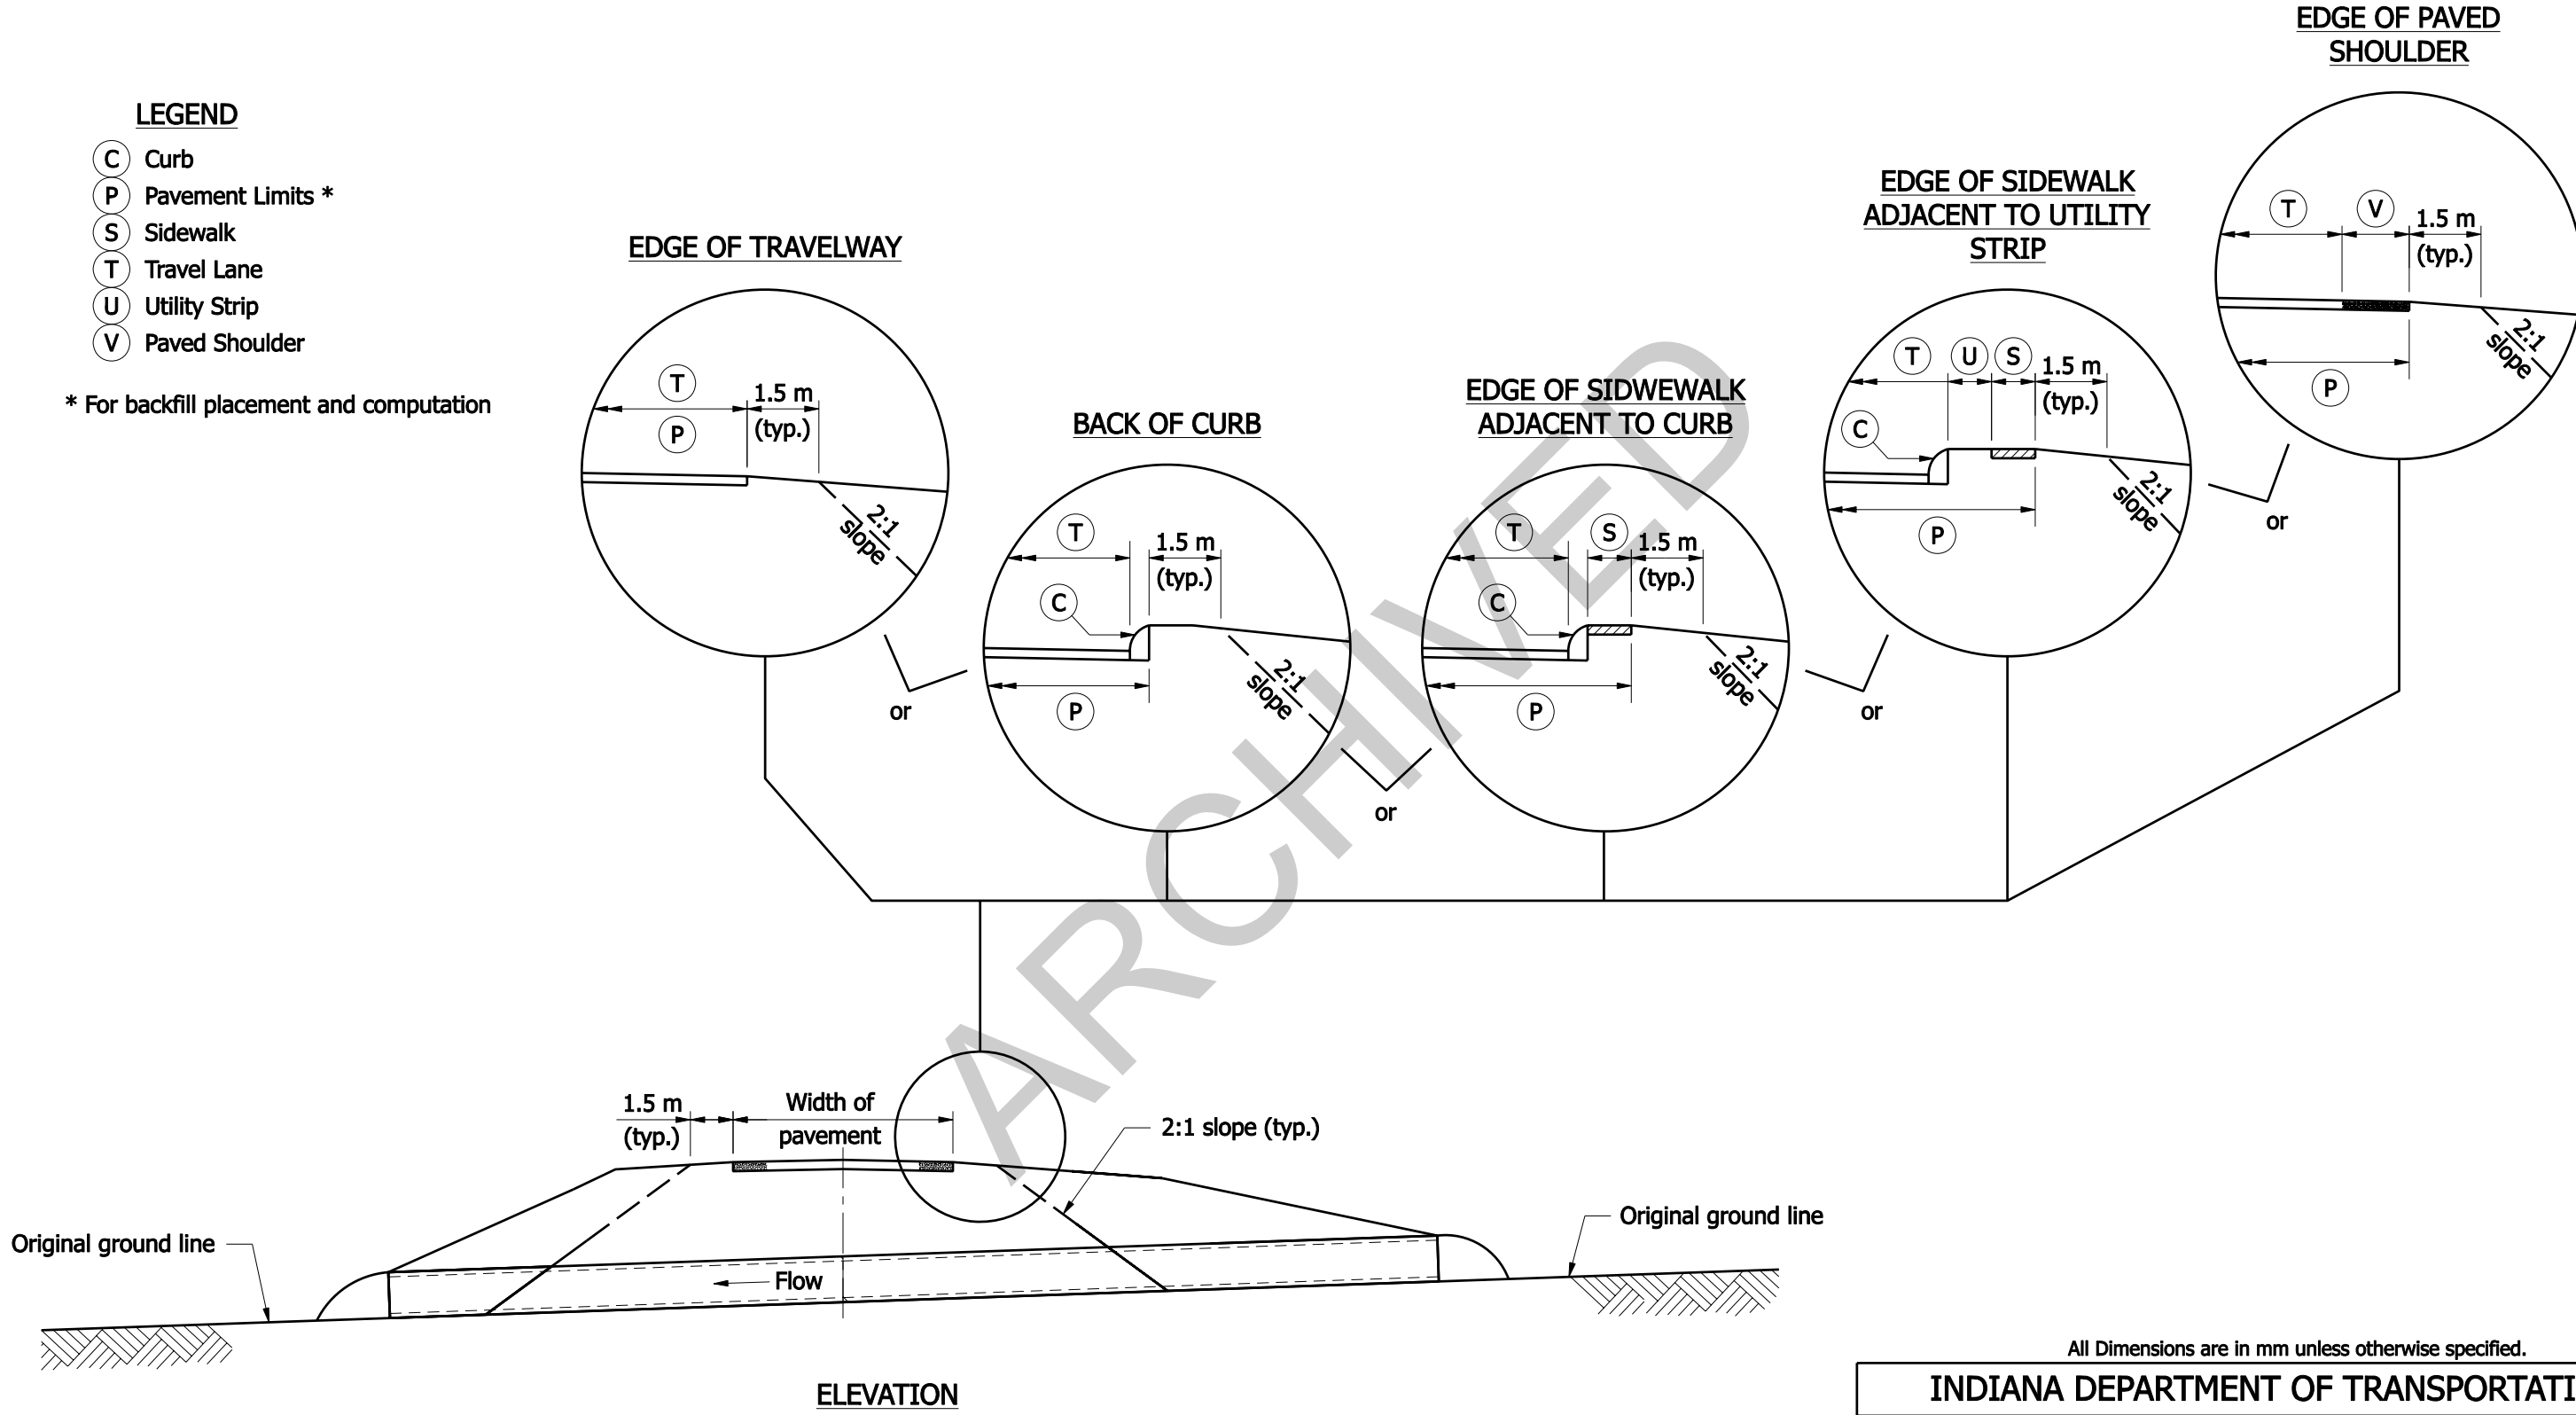 LEGEND
C Curb
P Pavement Limits *
S Sidewalk
T Travel Lane
U Utility Strip
V Paved Shoulder
* For backfill placement and computation
EDGE OF TRAVELWAY
T
P
1.5 m
(typ.)
2:1
slope
or
BACK OF CURB
T
1.5 m
(typ.)
C
P
2:1
slope
or
EDGE OF SIDWEWALK
ADJACENT TO CURB
T
S
1.5 m
(typ.)
C
P
2:1
slope
or
EDGE OF SIDEWALK
ADJACENT TO UTILITY
STRIP
T
U
S
1.5 m
(typ.)
C
P
2:1
slope
or
EDGE OF PAVED
SHOULDER
T
V
1.5 m
(typ.)
P
2:1
slope
ARCHIVED
1.5 m
(typ.)
Width of
pavement
2:1 slope (typ.)
Original ground line
Flow
Original ground line
ELEVATION
All Dimensions are in mm unless otherwise specified.
INDIANA DEPARTMENT OF TRANSPORTATI